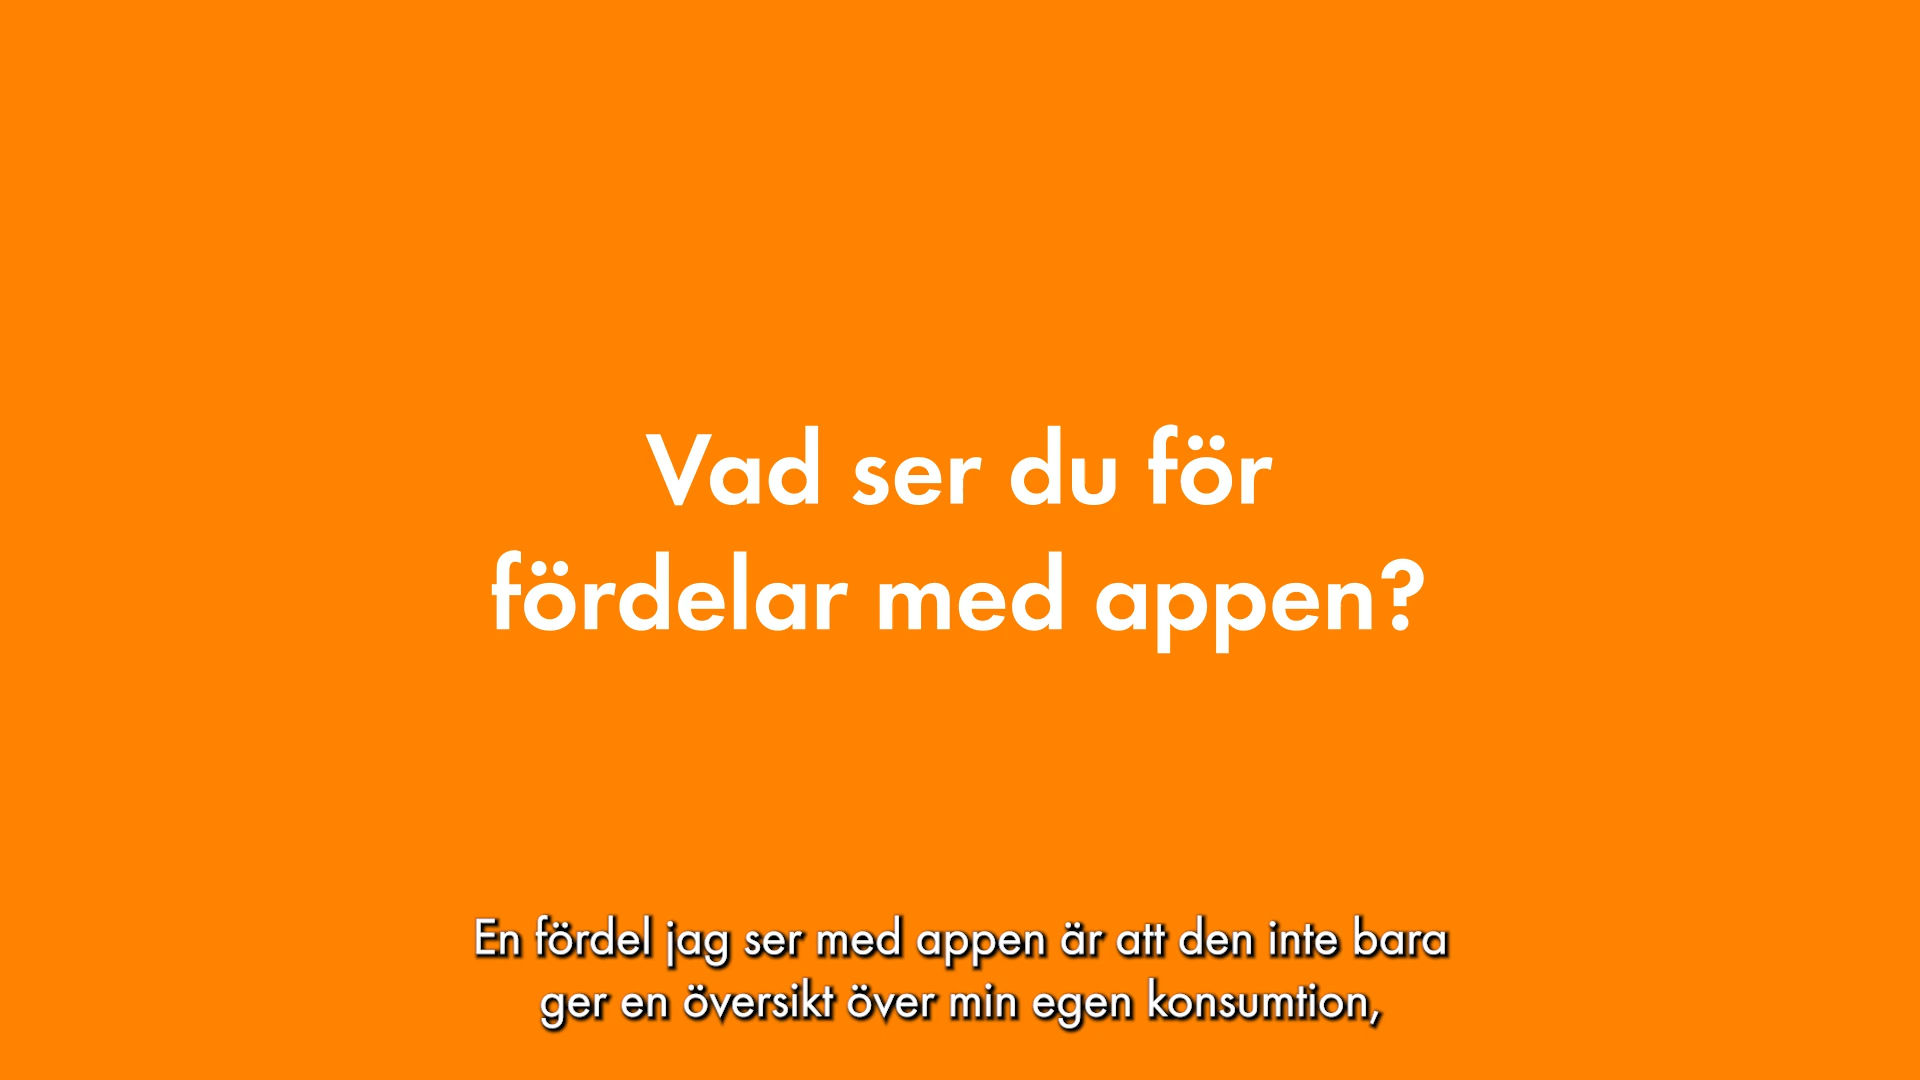 Vad ser du för
fördelar med appen?
En fördel jag ser med appen är att den inte bara
ger en översikt över min egen konsumtion,